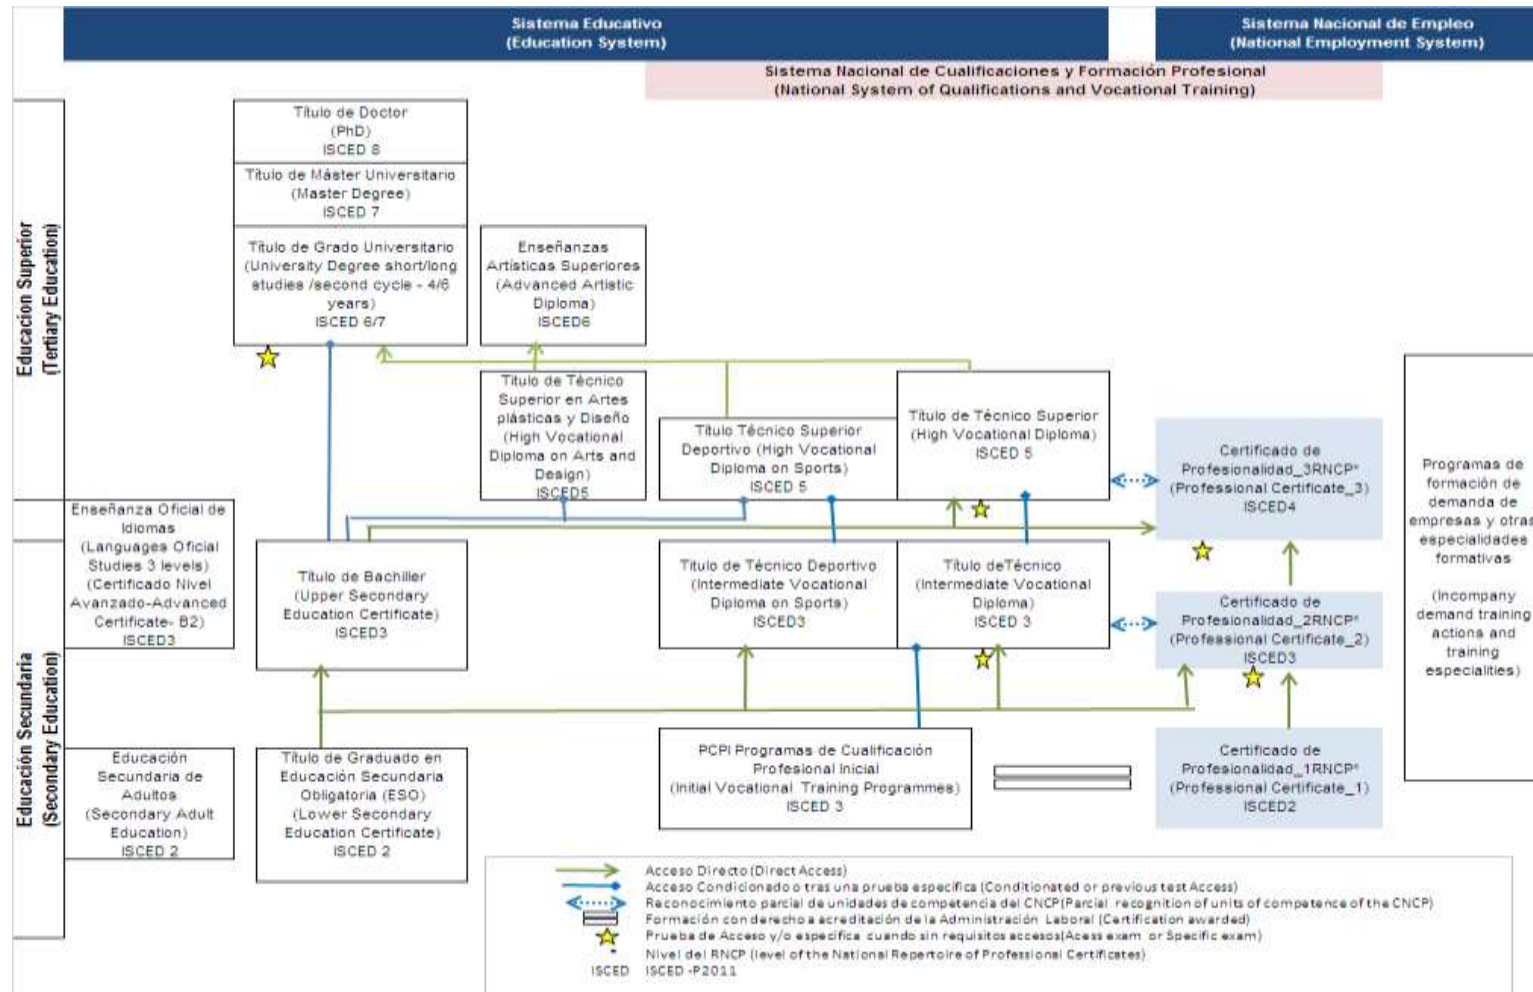 Sistema Educativo
(Education System)
Sistema Nacional de Empleo
(National Employment System)
Sistema Nacional de Cualificaciones y Formación Profesional
(National System of Qualifications and Vocational Training)
Educacion Superior
(Tertiary Education)
Título de Doctor
(PhD)
ISCED 8
Título de Máster Universitario
(Master Degree)
ISCED 7
Título de Grado Universitario
(University Degree short/long
studies /second cycle - 4/6
years)
ISCED 6/7
Enseñanzas
Artísticas Superiores
(Advanced Artistic
Diploma)
ISCED6
Título de Técnico
Superior en Artes
plásticas y Diseño
(High Vocational
Diploma on Arts and
Design)
ISCED5
Título Técnico Superior
Deportivo (High Vocational
Diploma on Sports)
ISCED 5
Título de Técnico Superior
(High Vocational Diploma)
ISCED 5
Certificado de
Profesionalidad_3RNCP*
(Professional Certificate_3)
ISCED4
Programas de
formación de
demanda de
empresas y otras
especialidades
formativas
(Incompany
demand training
actions and
training
especialities)
Educación Secundaria
(Secondary Education)
Enseñanza Oficial de
Idiomas
(Languages Oficial
Studies 3 levels)
(Certificado Nivel
Avanzado-Advanced
Certificate- B2)
ISCED3
Título de Bachiller
(Upper Secondary
Education Certificate)
ISCED3
Título de Técnico Deportivo
(Intermediate Vocational
Diploma on Sports)
ISCED3
Título deTécnico
(Intermediate Vocational
Diploma)
ISCED 3
Certificado de
Profesionalidad_2RNCP*
(Professional Certificate_2)
ISCED3
Educación
Secundaria de
Adultos
(Secondary Adult
Education)
ISCED 2
Título de Graduado en
Educación Secundaria
Obligatoria (ESO)
(Lower Secondary
Education Certificate)
ISCED 2
PCPI Programas de Cualificación
Profesional Inicial
(Initial Vocational Training Programmes)
ISCED 3
Certificado de
Profesionalidad_1RNCP*
(Professional Certificate_1)
ISCED2
Acceso Directo (Direct Access)
Acceso Condicionado o tras una prueba específica (Conditionated or previous test Access)
Reconocimiento parcial de unidades de competencia del CNCP(Parcial recognition of units of competence of the CNCP)
Formación con derecho a acreditación de la Administración Laboral (Certification awarded)
Prueba de Acceso y/o específica cuando sin requisitos accesos(Acess exam or Specific exam)
* Nivel del RNCP (level of the National Repertoire of Professional Certificates)
ISCED ISCED -P2011